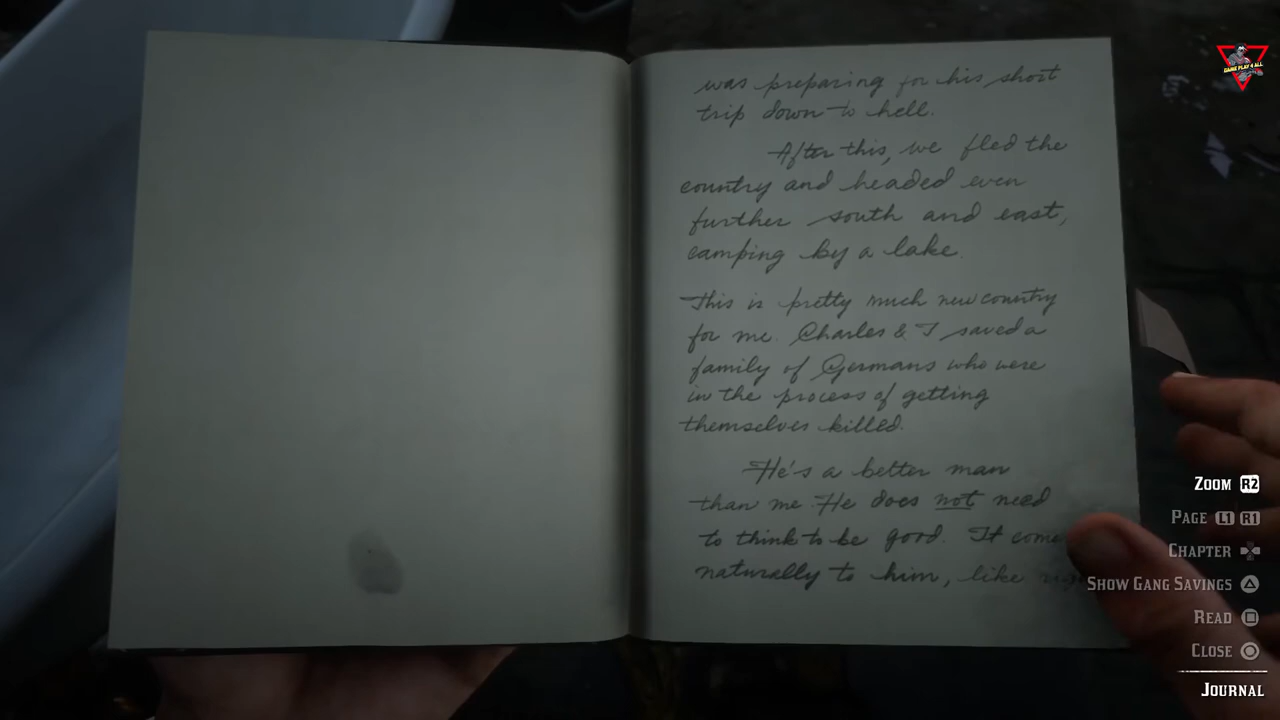 was preparing for his short
trip down to hell.
After this, we fled the
country and headed even
further south and east,
camping by a lake.
This is pretty much new country
for me. Charles & I saved a
family of Germans who were
in the process of getting
themselves killed.
He's a better man
than me. He does not need
to think to be good. It come
naturally to him, like
GAME PLAY 4 ALL
ZOOM R2
PAGE L1 R1
CHAPTER
SHOW GANG SAVINGS
READ
CLOSE
JOURNAL